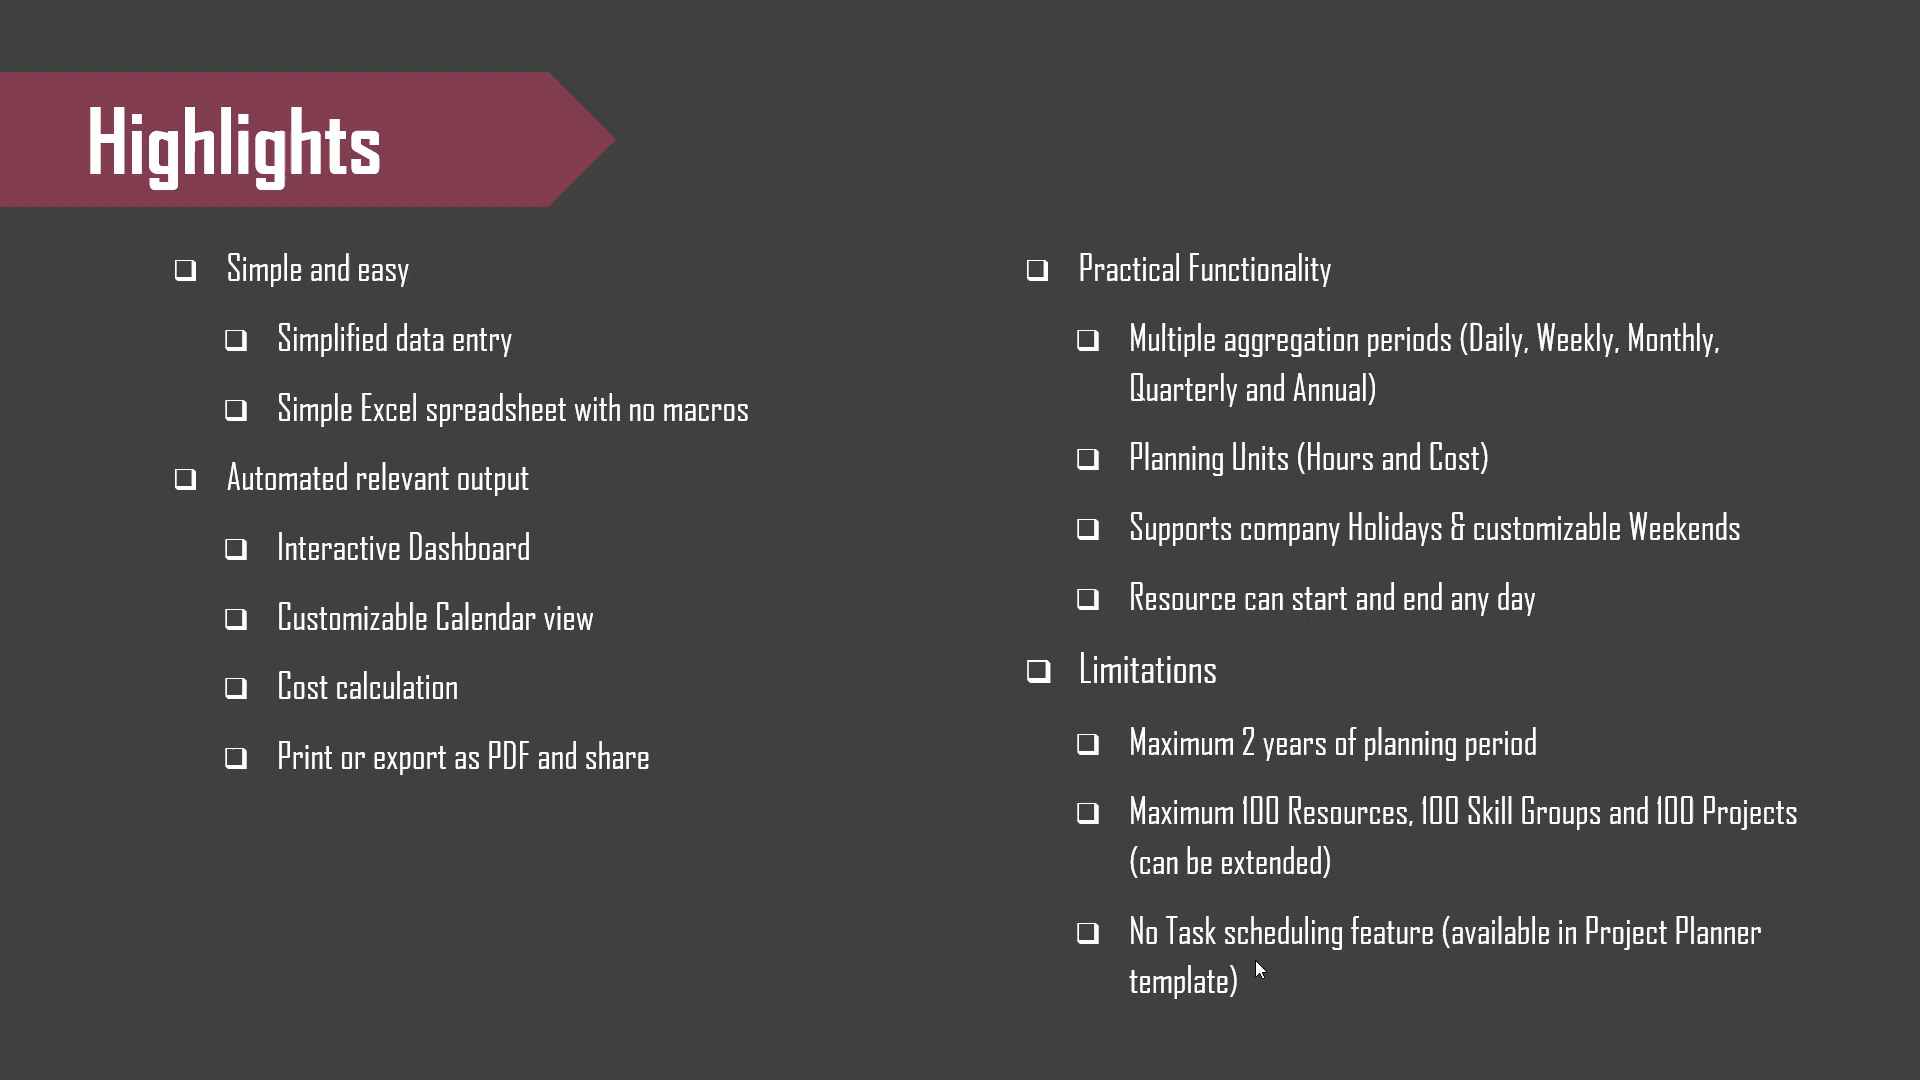 Highlights
Simple and easy
Simplified data entry
Simple Excel spreadsheet with no macros
Automated relevant output
Interactive Dashboard
Customizable Calendar view
Cost calculation
Print or export as PDF and share
Practical Functionality
Multiple aggregation periods (Daily, Weekly, Monthly,
Quarterly and Annual)
Planning Units (Hours and Cost)
Supports company Holidays & customizable Weekends
Resource can start and end any day
Limitations
Maximum 2 years of planning period
Maximum 100 Resources, 100 Skill Groups and 100 Projects
(can be extended)
No Task scheduling feature (available in Project Planner
template)